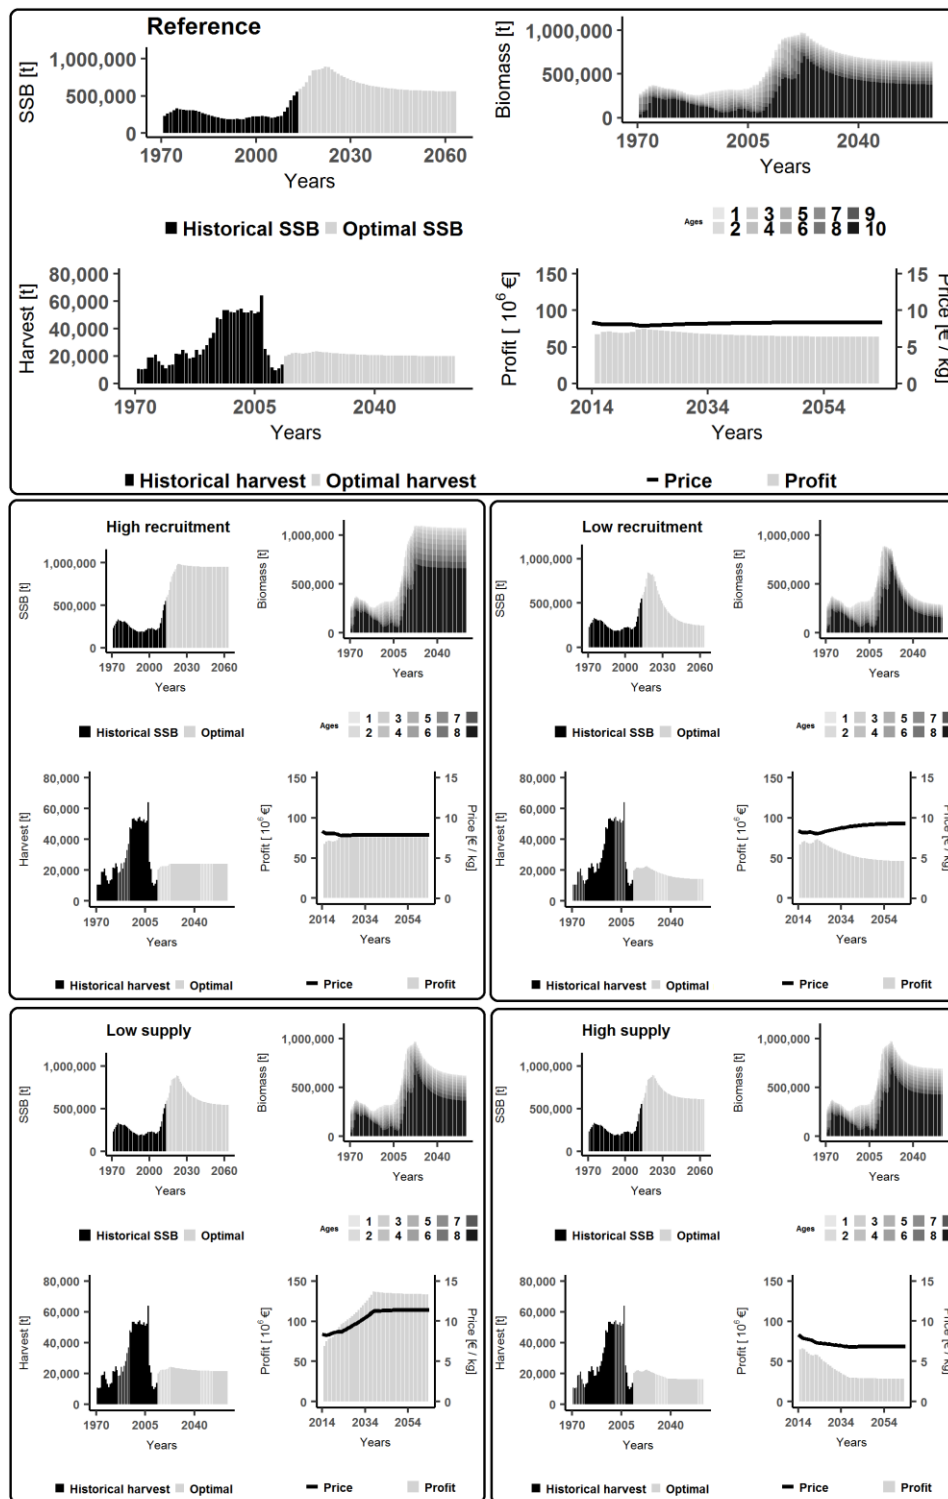 Reference
SSB [t]
1,000,000
500,000
0
1970 2000 2030 2060
Years
Historical SSB Optimal SSB
Biomass [t]
1,000,000
500,000
0
1970 2005 2040
Years
Ages 1 3 5 7 9
2 4 6 8 10
Harvest [t]
80,000
60,000
40,000
20,000
0
1970 2005 2040
Years
Historical harvest Optimal harvest
Profit [ 10⁶ €]
150
100
50
0
15
10
5
0
Price [€ / kg]
2014 2034 2054
Years
Price Profit
High recruitment
SSB [t]
1,000,000
500,000
0
1970 2000 2030 2060
Years
Historical SSB Optimal
Biomass [t]
1,000,000
500,000
0
1970 2005 2040
Years
Ages 1 3 5 7
2 4 6 8
Harvest [t]
80,000
60,000
40,000
20,000
0
1970 2005 2040
Years
Historical harvest Optimal
Profit [ 10⁶ €]
150
100
50
0
15
10
5
0
Price [€ / kg]
2014 2034 2054
Years
Price Profit
Low recruitment
SSB [t]
1,000,000
500,000
0
1970 2000 2030 2060
Years
Historical SSB Optimal
Biomass [t]
1,000,000
500,000
0
1970 2005 2040
Years
Ages 1 3 5 7
2 4 6 8
Harvest [t]
80,000
60,000
40,000
20,000
0
1970 2005 2040
Years
Historical harvest Optimal
Profit [ 10⁶ €]
150
100
50
0
15
10
5
0
Price [€ / kg]
2014 2034 2054
Years
Price Profit
Low supply
SSB [t]
1,000,000
500,000
0
1970 2000 2030 2060
Years
Historical SSB Optimal
Biomass [t]
1,000,000
500,000
0
1970 2005 2040
Years
Ages 1 3 5 7
2 4 6 8
Harvest [t]
80,000
60,000
40,000
20,000
0
1970 2005 2040
Years
Historical harvest Optimal
Profit [ 10⁶ €]
150
100
50
0
15
10
5
0
Price [€ / kg]
2014 2034 2054
Years
Price Profit
High supply
SSB [t]
1,000,000
500,000
0
1970 2000 2030 2060
Years
Historical SSB Optimal
Biomass [t]
1,000,000
500,000
0
1970 2005 2040
Years
Ages 1 3 5 7
2 4 6 8
Harvest [t]
80,000
60,000
40,000
20,000
0
1970 2005 2040
Years
Historical harvest Optimal
Profit [ 10⁶ €]
150
100
50
0
15
10
5
0
Price [€ / kg]
2014 2034 2054
Years
Price Profit